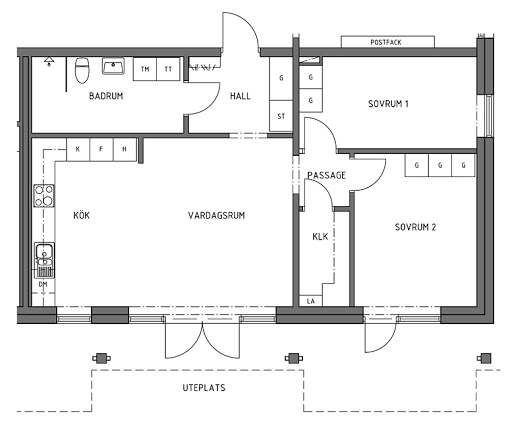 POSTFACK
TM
TT
BADRUM
HALL
G
ST
G
G
SOVRUM 1
K
F
H
PASSAGE
G
G
G
KÖK
VARDAGSRUM
KLK
SOVRUM 2
DM
LA
UTEPLATS